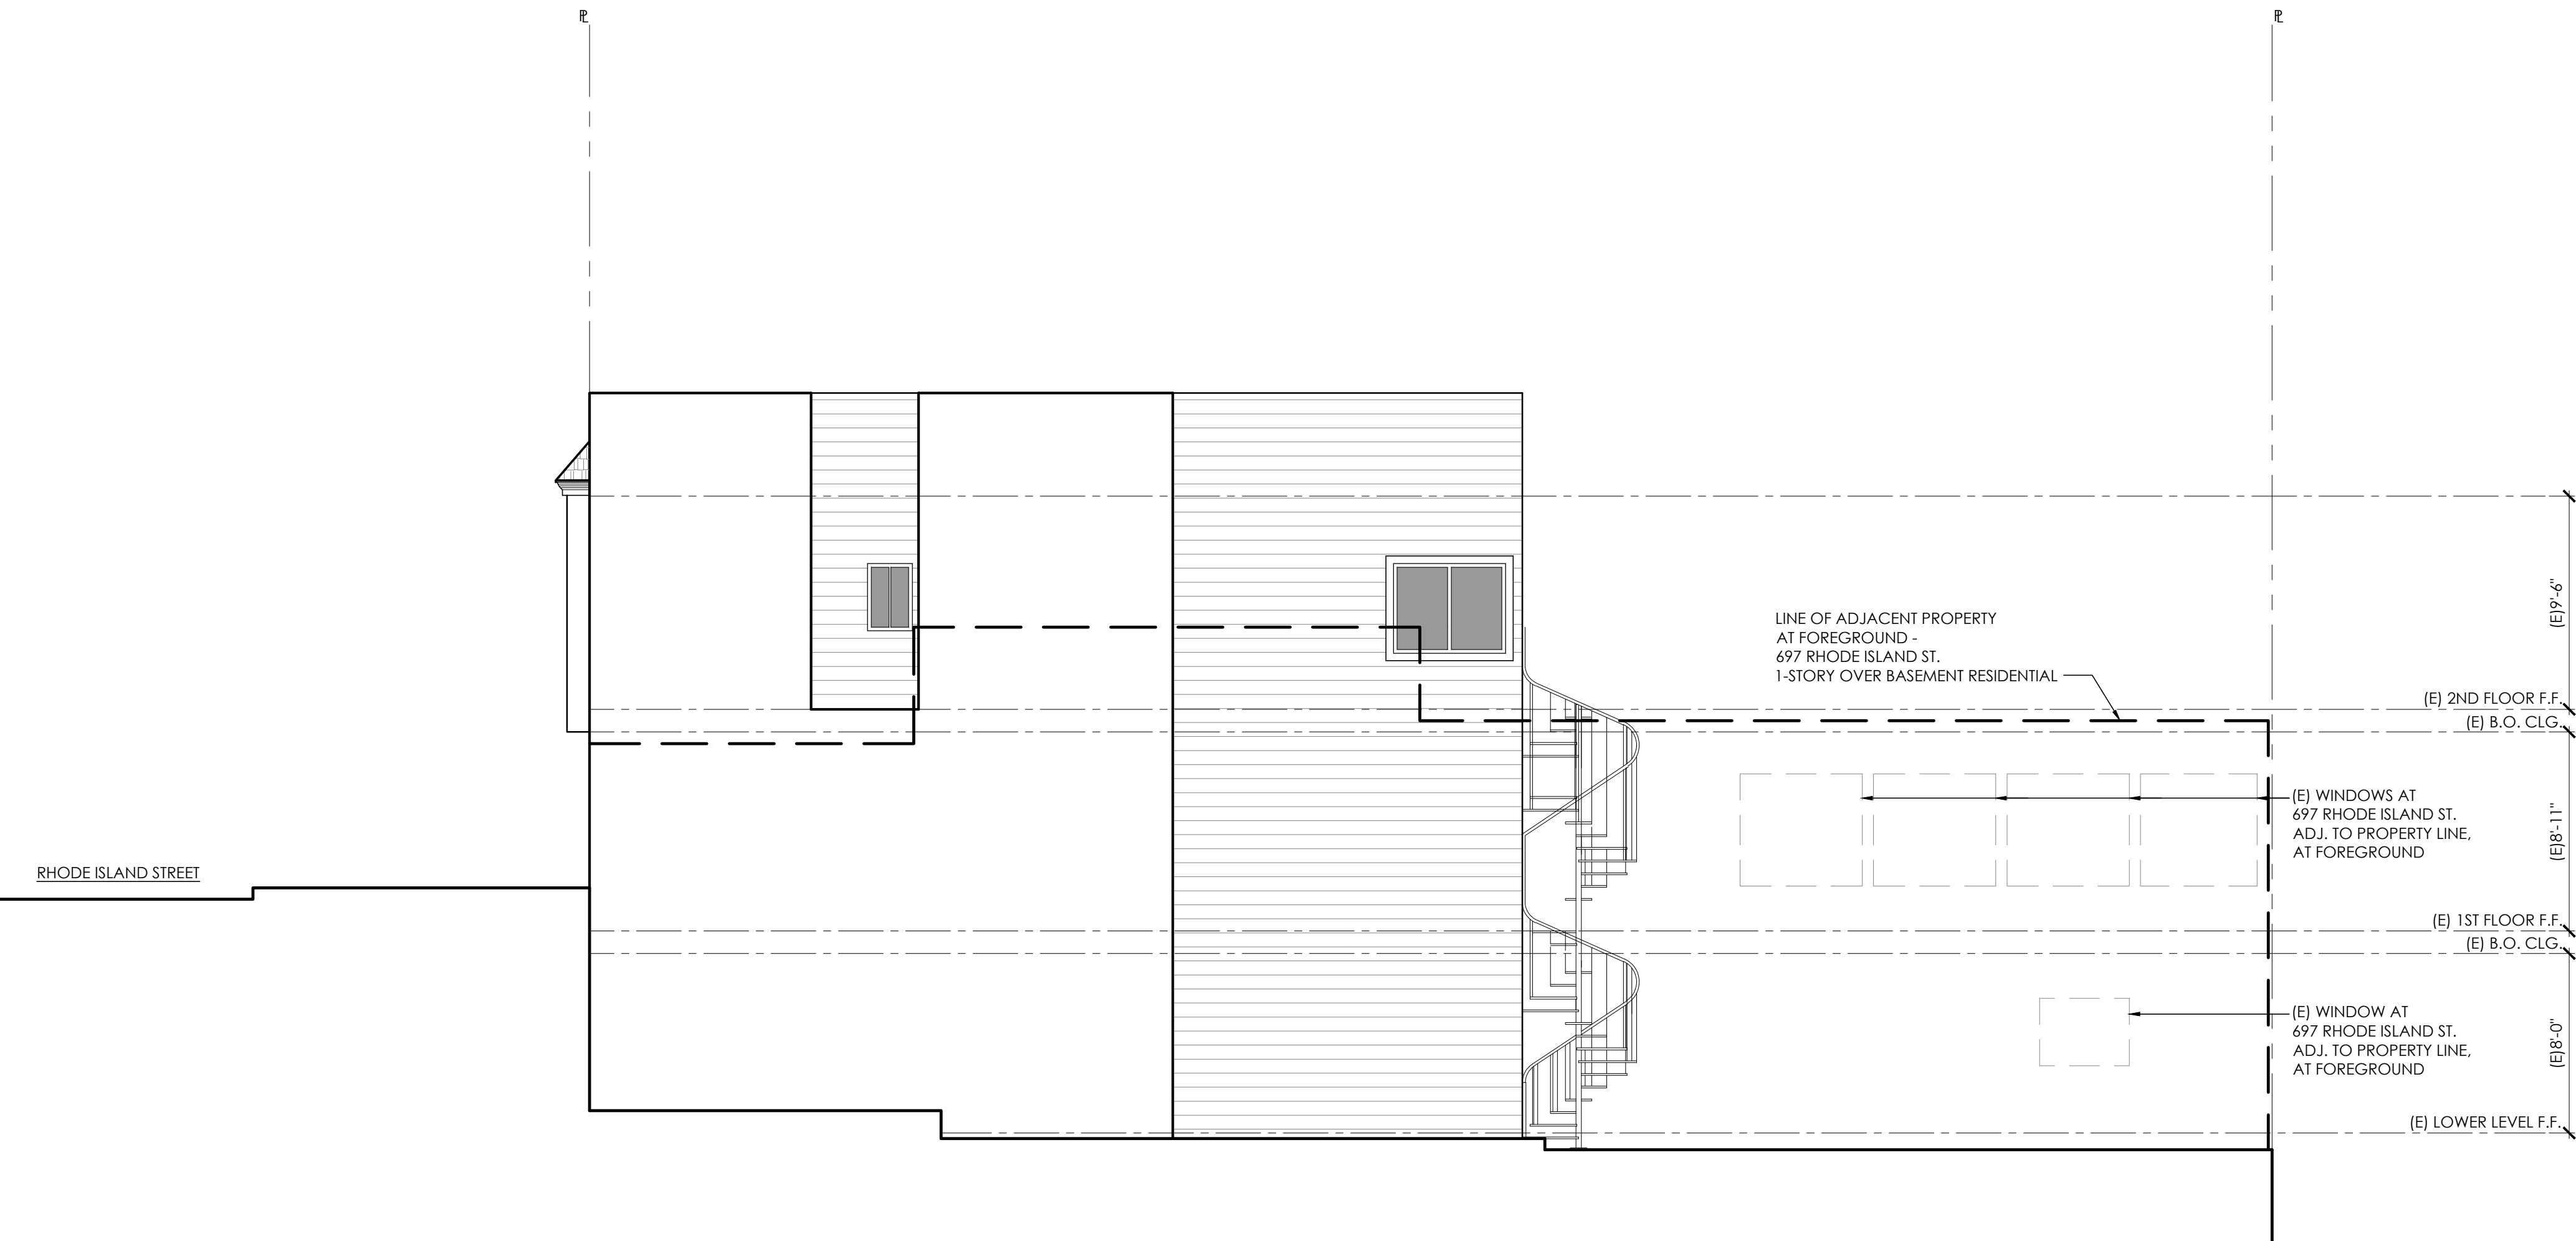 PL
PL
LINE OF ADJACENT PROPERTY
AT FOREGROUND -
697 RHODE ISLAND ST.
1-STORY OVER BASEMENT RESIDENTIAL
(E)9'-6"
(E) 2ND FLOOR F.F.
(E) B.O. CLG.
(E) WINDOWS AT
697 RHODE ISLAND ST.
ADJ. TO PROPERTY LINE,
AT FOREGROUND
(E)8'-11"
RHODE ISLAND STREET
(E) 1ST FLOOR F.F.
(E) B.O. CLG.
(E) WINDOW AT
697 RHODE ISLAND ST.
ADJ. TO PROPERTY LINE,
AT FOREGROUND
(E)8'-0"
(E) LOWER LEVEL F.F.